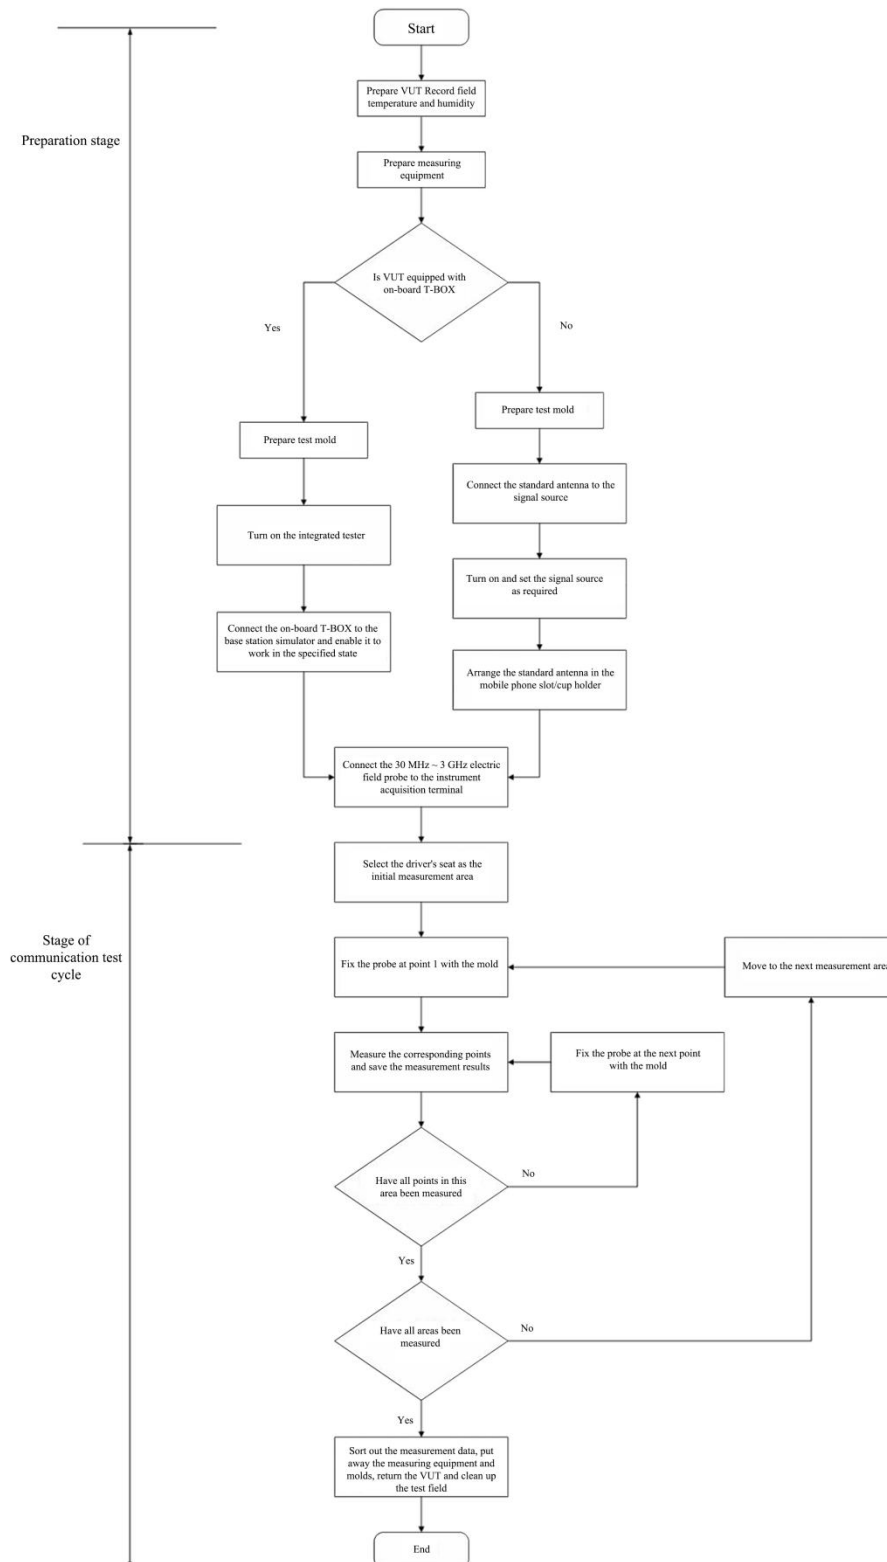 Start
Prepare VUT Record field
temperature and humidity
Preparation stage
Prepare measuring
equipment
Is VUT equipped with
on-board T-BOX
Yes
No
Prepare test mold
Prepare test mold
Connect the standard antenna to the
signal source
Turn on the integrated tester
Turn on and set the signal source
as required
Connect the on-board T-BOX to the
base station simulator and enable it to
work in the specified state
Arrange the standard antenna in the
mobile phone slot/cup holder
Connect the 30 MHz ~ 3 GHz electric
field probe to the instrument
acquisition terminal
Select the driver's seat as the
initial measurement area
Stage of
communication test
cycle
Fix the probe at point 1 with the mold
Move to the next measurement area
Measure the corresponding points
and save the measurement results
Fix the probe at the next point
with the mold
Have all points in this
area been measured
No
Yes
Have all areas been
measured
No
Yes
Sort out the measurement data, put
away the measuring equipment and
molds, return the VUT and clean up
the test field
End